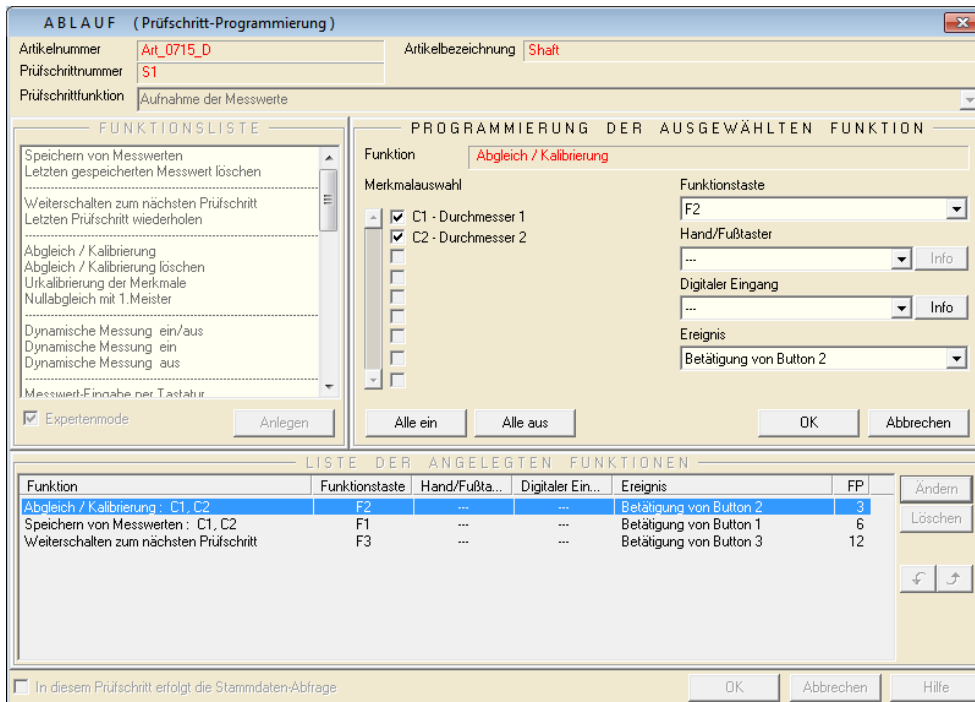 ABLAUF (Prüfschritt-Programmierung)
Artikelnummer Art_0715_D Artikelbezeichnung Shaft
Prüfschrittnummer S1
Prüfschrittfunktion Aufnahme der Messwerte
FUNKTIONSLISTE
Speichern von Messwerten
Letzten gespeicherten Messwert löschen
Weiterschalten zum nächsten Prüfschritt
Letzten Prüfschritt wiederholen
Abgleich / Kalibrierung
Abgleich / Kalibrierung löschen
Urkalibrierung der Merkmale
Nullabgleich mit 1.Meister
Dynamische Messung ein/aus
Dynamische Messung ein
Dynamische Messung aus
Messwert-Eingabe per Tastatur
Expertenmode Anlegen
PROGRAMMIERUNG DER AUSGEWÄHLTEN FUNKTION
Funktion Abgleich / Kalibrierung
Merkmalauswahl
C1 - Durchmesser 1
C2 - Durchmesser 2
Funktionstaste
F2
Hand/Fußtaster
--- Info
Digitaler Eingang
--- Info
Ereignis
Betätigung von Button 2
Alle ein Alle aus OK Abbrechen
LISTE DER ANGELEGTEN FUNKTIONEN
Funktion Funktionstaste Hand/Fußta... Digitaler Ein... Ereignis FP
Abgleich / Kalibrierung : C1, C2 F2 --- --- Betätigung von Button 2 3
Speichern von Messwerten : C1, C2 F1 --- --- Betätigung von Button 1 6
Weiterschalten zum nächsten Prüfschritt F3 --- --- Betätigung von Button 3 12
Ändern
Löschen
In diesem Prüfschritt erfolgt die Stammdaten-Abfrage OK Abbrechen Hilfe